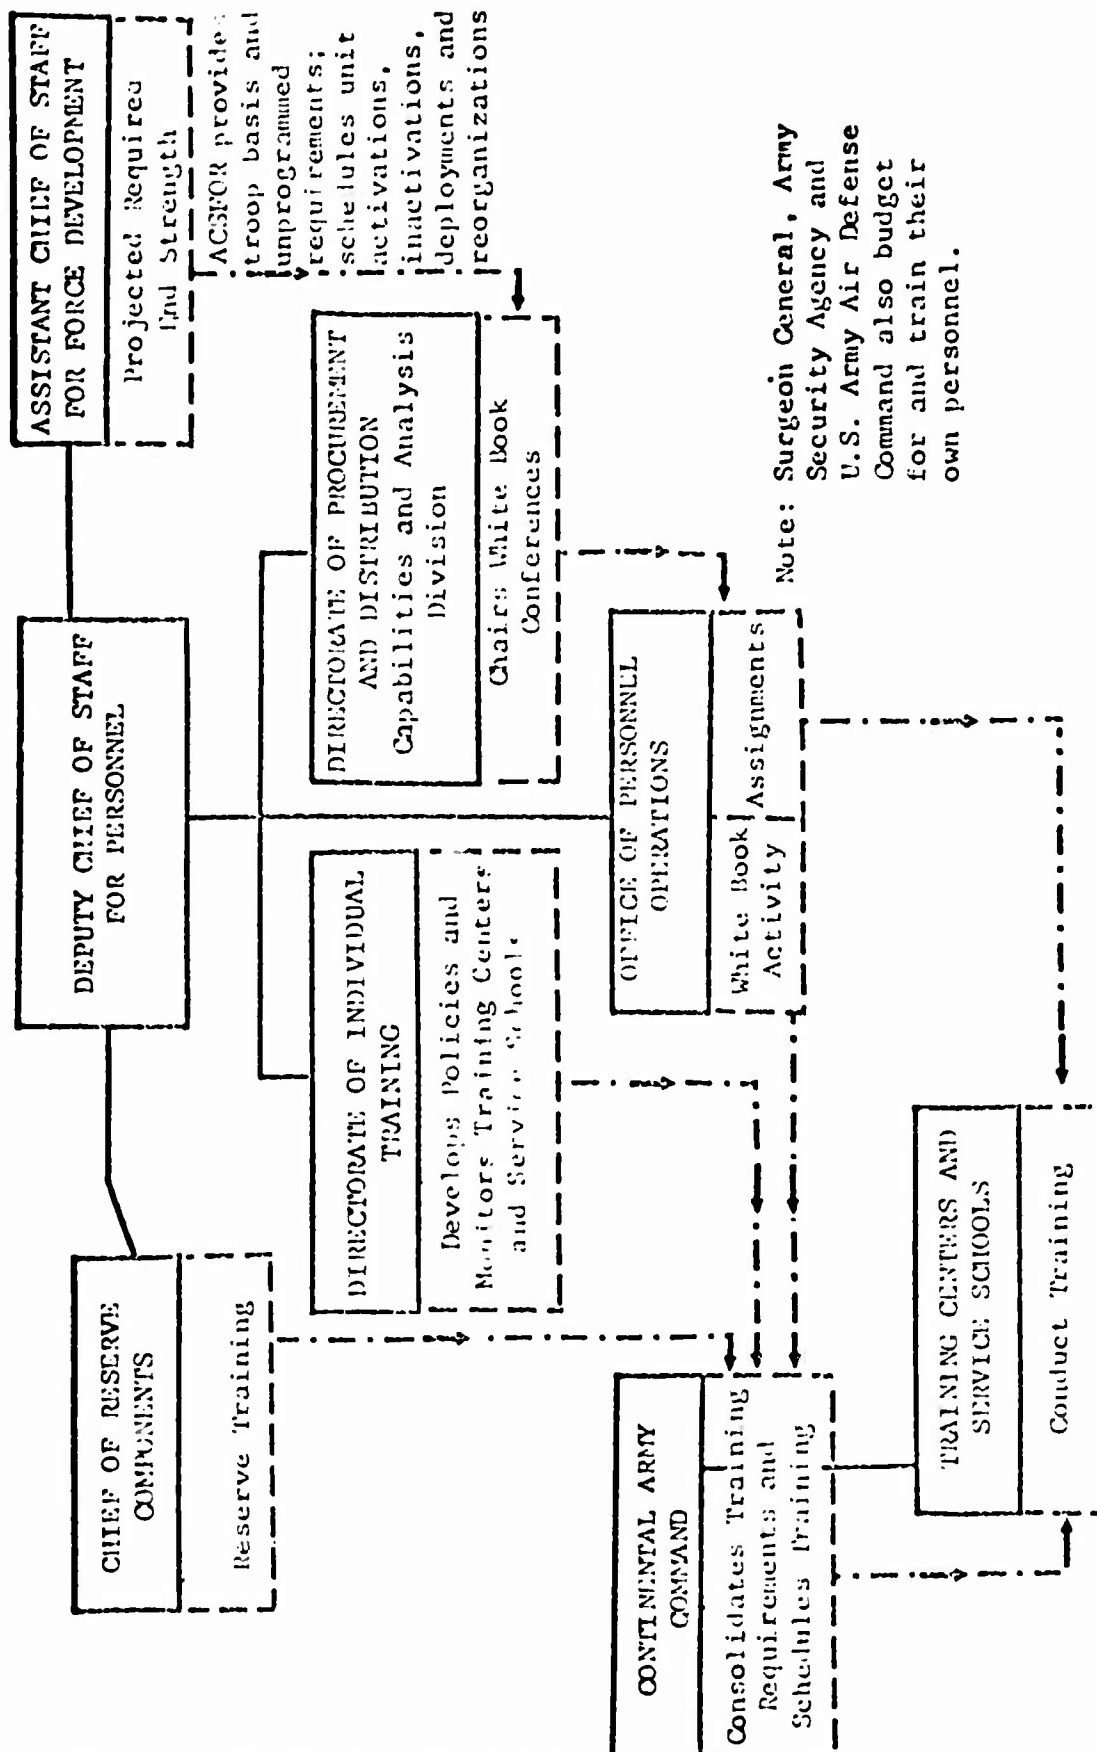 CHIEF OF RESERVE
COMPONENTS
Reserve Training
DEPUTY CHIEF OF STAFF
FOR PERSONNEL
ASSISTANT CHIEF OF STAFF
FOR FORCE DEVELOPMENT
Projected Required
End Strength
ACSFOR provides
troop basis and
unprogrammed
requirements;
schedules unit
activations,
inactivations,
deployments and
reorganizations
DIRECTORATE OF INDIVIDUAL
TRAINING
Develops Policies and
Monitors Training Centers
and Service Schools
DIRECTORATE OF PROCUREMENT
AND DISTRIBUTION
Capabilities and Analysis
Division
Chairs White Book
Conferences
CONTINENTAL ARMY
COMMAND
Consolidates Training
Requirements and
Schedules Training
OFFICE OF PERSONNEL
OPERATIONS
White Book
Activity
Assignments
Note: Surgeon General, Army
Security Agency and
U.S. Army Air Defense
Command also budget
for and train their
own personnel.
TRAINING CENTERS AND
SERVICE SCHOOLS
Conduct Training